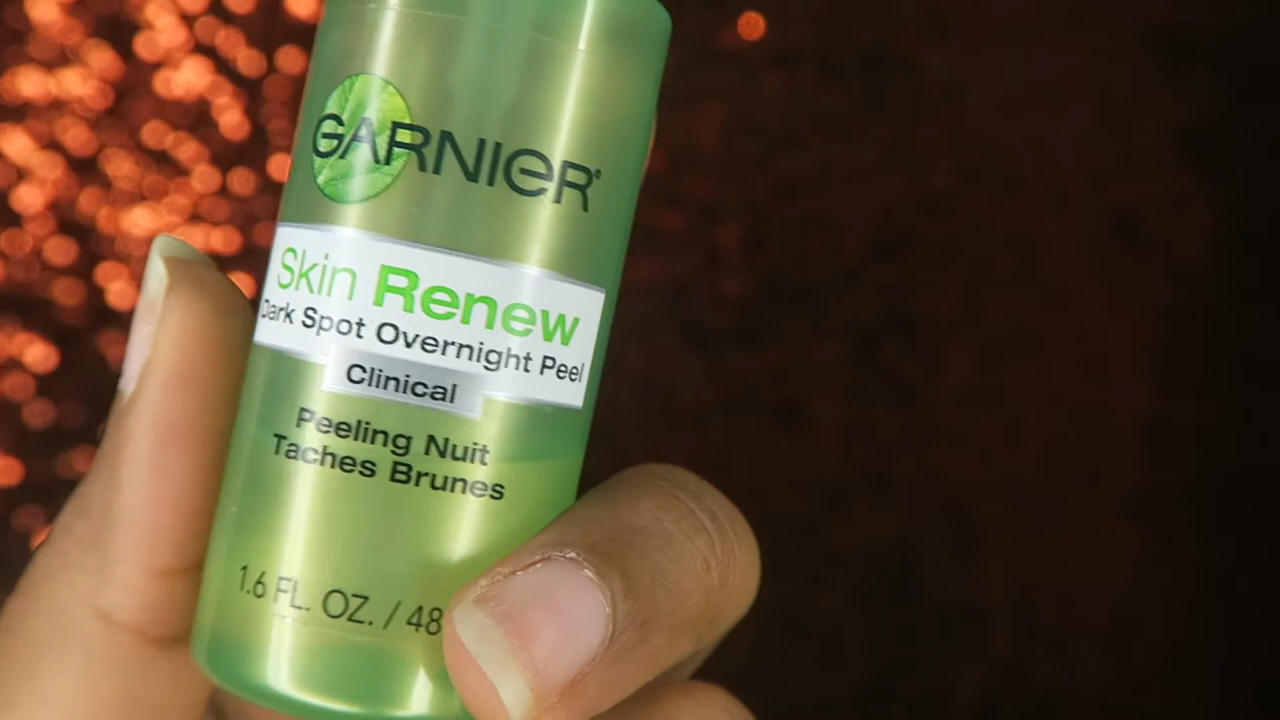 GARNIER
Skin Renew
Dark Spot Overnight Peel
Clinical
Peeling Nuit
Taches Brunes
1.6 FL. OZ. / 48